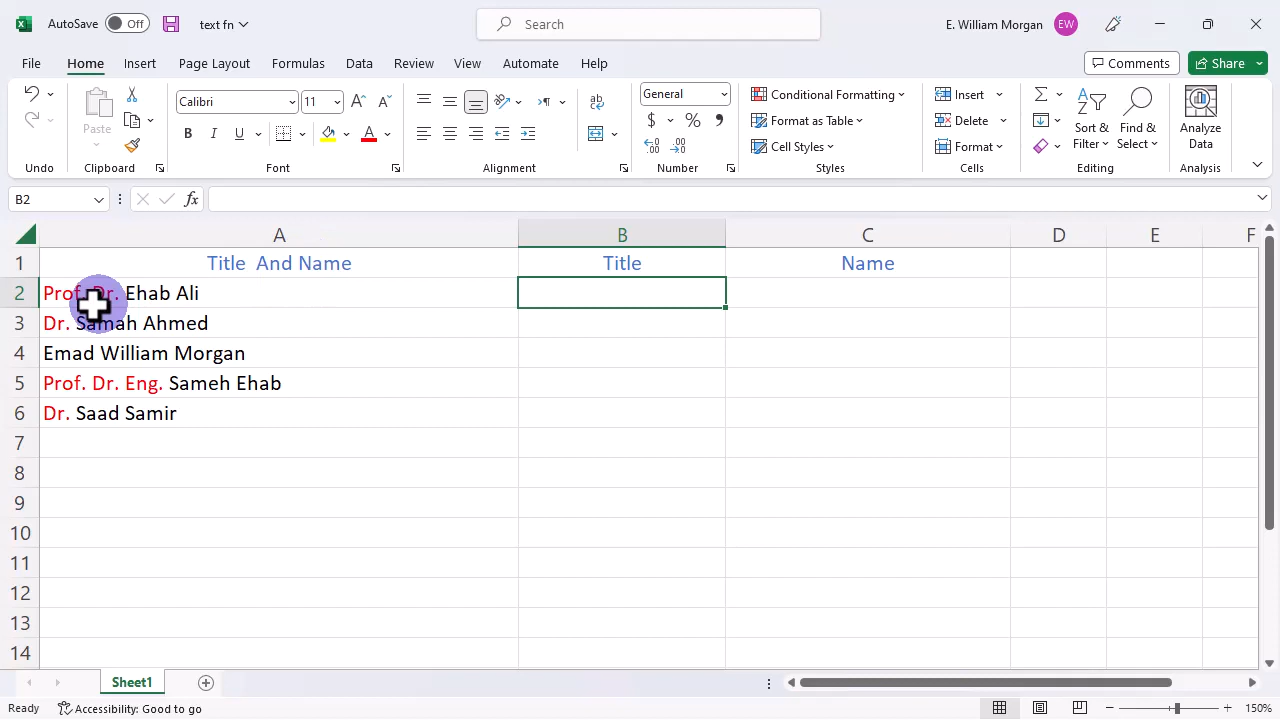 AutoSave Off text fn Search E. William Morgan EW
File Home Insert Page Layout Formulas Data Review View Automate Help Comments Share
Calibri 11 General Conditional Formatting Insert
Paste Format as Table Delete Sort & Filter Find & Select Analyze Data
B I U A $ % 9 Cell Styles Format
Undo Clipboard Font Alignment Number Styles Cells Editing Analysis
B2 fx
A B C D E F
1 Title And Name Title Name
2 Prof. Dr. Ehab Ali
3 Dr. Samah Ahmed
4 Emad William Morgan
5 Prof. Dr. Eng. Sameh Ehab
6 Dr. Saad Samir
7
8
9
10
11
12
13
14
Sheet1
Ready Accessibility: Good to go 150%